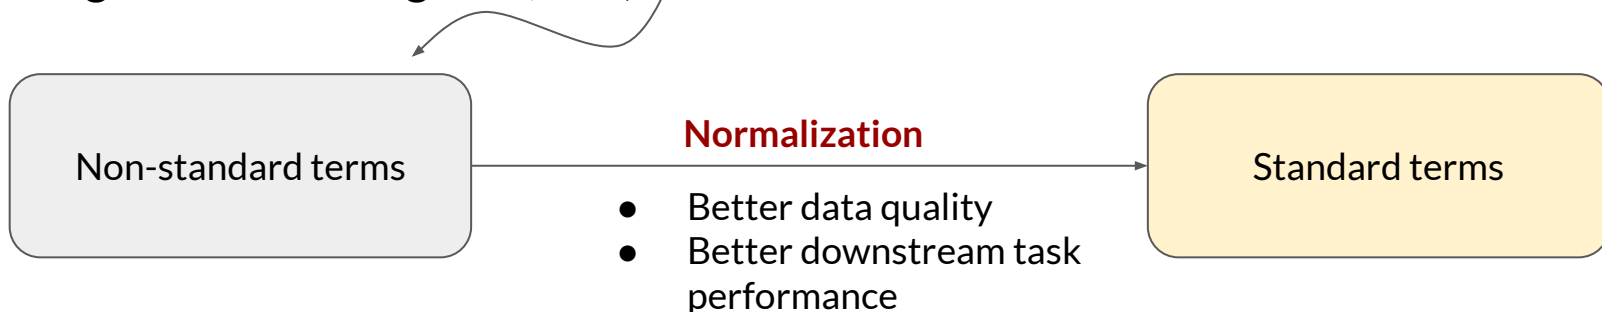 Normalization
Non-standard terms
Standard terms
● Better data quality
● Better downstream task
performance